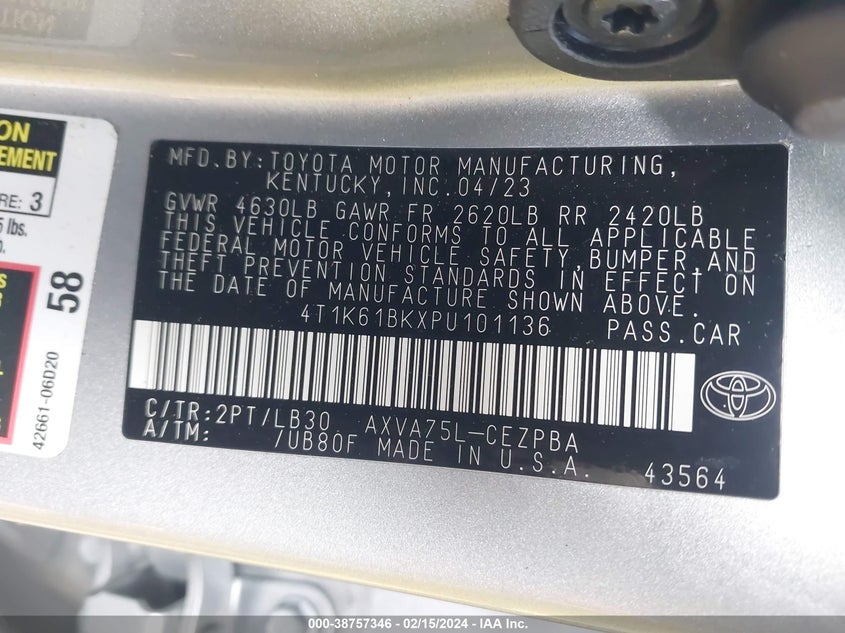 MFD.BY:TOYOTA MOTOR MANUFACTURING,
KENTUCKY,INC.04/23
GVWR 4630LB GAWR FR 2620LB RR 2420LB
THIS VEHICLE CONFORMS TO ALL APPLICABLE
FEDERAL MOTOR VEHICLE SAFETY,BUMPER,AND
THEFT PREVENTION STANDARDS IN EFFECT ON
THE DATE OF MANUFACTURE SHOWN ABOVE.
4T1K61BKXPU101136 PASS.CAR
C/TR:2PT/LB30 AXVA75L-CEZPBA
A/TM: /UB80F MADE IN U.S.A. 43564
ON
EMENT
RE: 3
5 lbs.
58
42661-06D20
000-38757346 - 02/15/2024 - IAA Inc.